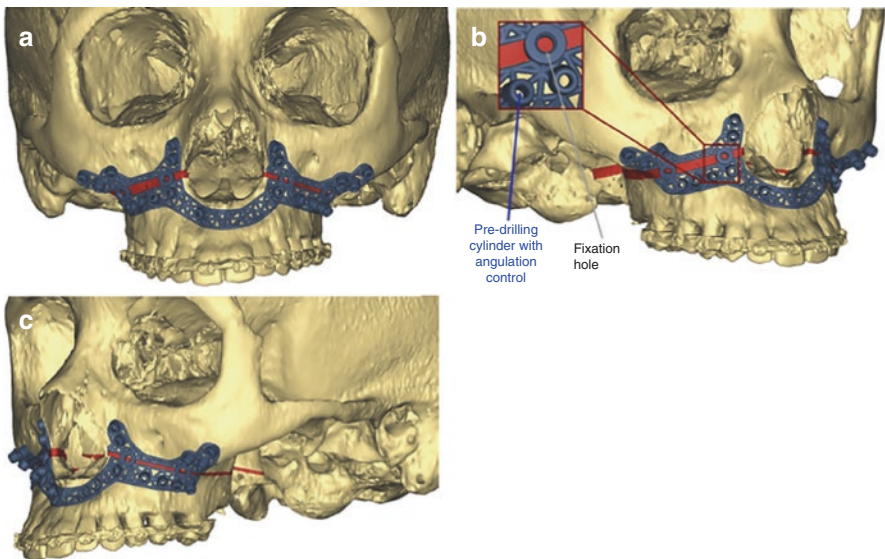 a
b
Pre-drilling
cylinder with
angulation
control
Fixation
hole
c